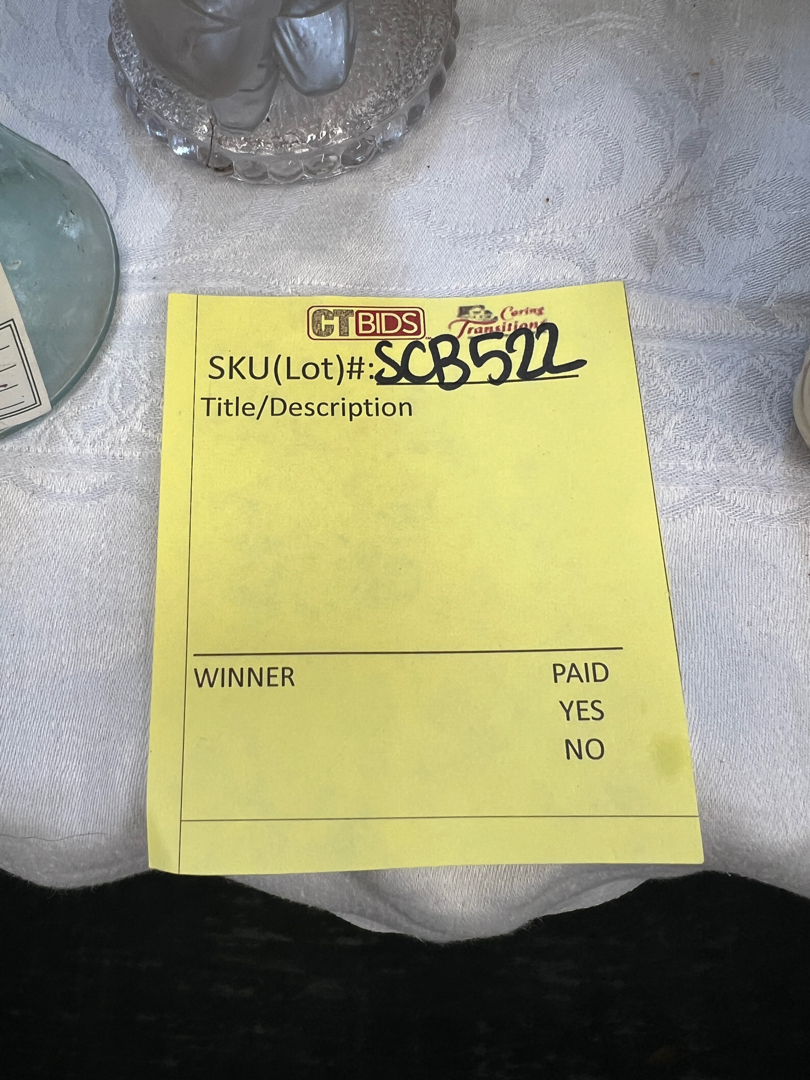 CTBIDS Caring
Transitions
SKU(Lot)#: SCB522
Title/Description
WINNER PAID
YES
NO